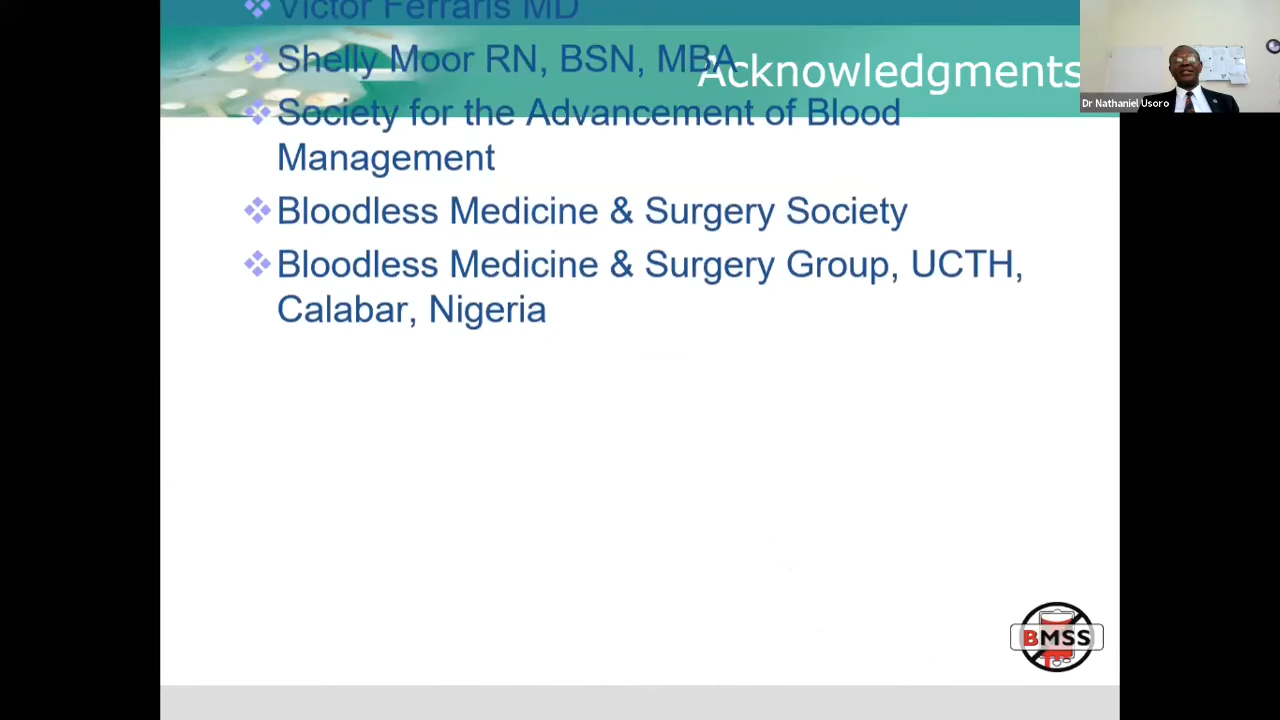 Victor Ferraris MD
Acknowledgments
Shelly Moor RN, BSN, MBA
Society for the Advancement of Blood
Management
Bloodless Medicine & Surgery Society
Bloodless Medicine & Surgery Group, UCTH,
Calabar, Nigeria
Dr Nathaniel Usoro
BMSS